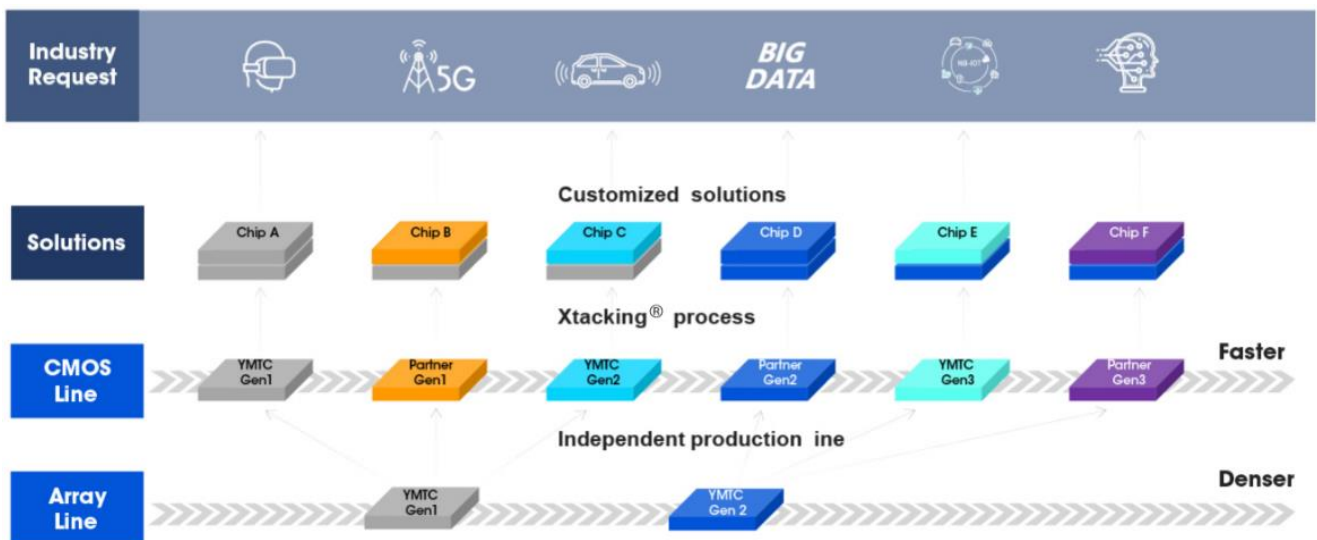 Industry
Request
5G
BIG
DATA
NB-IOT
Customized solutions
Solutions
Chip A
Chip B
Chip C
Chip D
Chip E
Chip F
Xtacking® process
CMOS
Line
YMTC
Gen1
Partner
Gen1
YMTC
Gen2
Partner
Gen2
YMTC
Gen3
Partner
Gen3
Faster
Independent production ine
Array
Line
YMTC
Gen1
YMTC
Gen 2
Denser